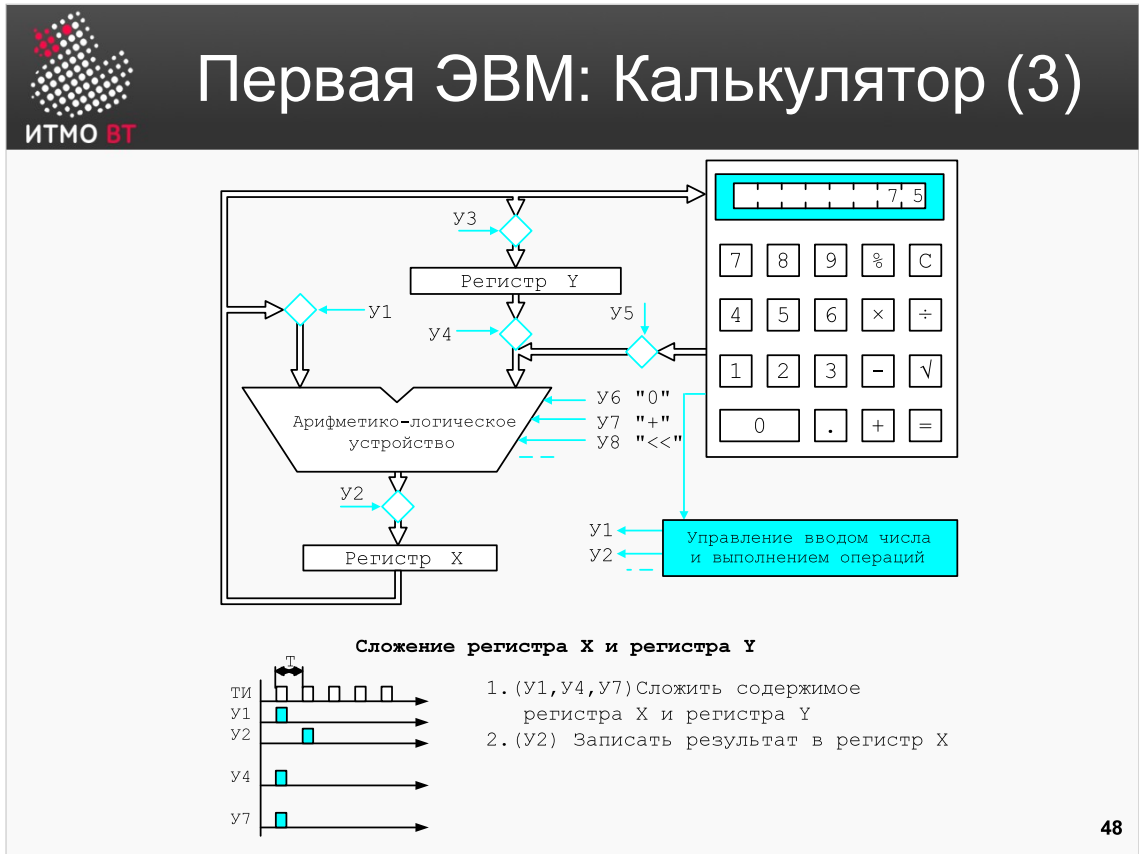 ИТМО ВТ
Первая ЭВМ: Калькулятор (3)
7 5
У3
7 8 9 % C
Регистр Y
У1
У4
У5
4 5 6 × ÷
1 2 3 - √
У6 "0"
У7 "+"
У8 "<<"
Арифметико-логическое
устройство
0 . + =
У2
Регистр X
У1
У2
Управление вводом числа
и выполнением операций
Сложение регистра X и регистра Y
T
ТИ
У1
У2
У4
У7
1.(У1,У4,У7)Сложить содержимое
регистра X и регистра Y
2.(У2) Записать результат в регистр X
48